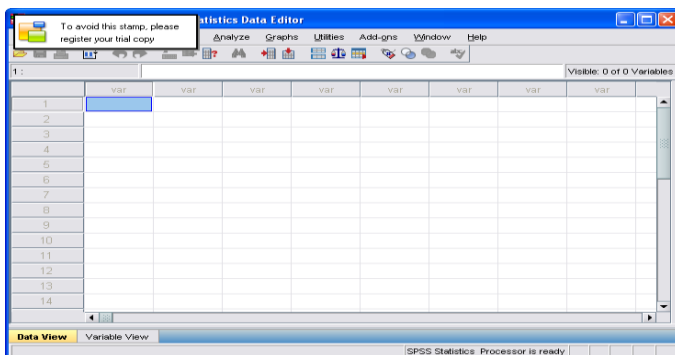 To avoid this stamp, please
register your trial copy
tistics Data Editor
Analyze Graphs Utilities Add-ons Window Help
1 :
Visible: 0 of 0 Variables
var var var var var var var
1
2
3
4
5
6
7
8
9
10
11
12
13
14
Data View Variable View
SPSS Statistics Processor is ready